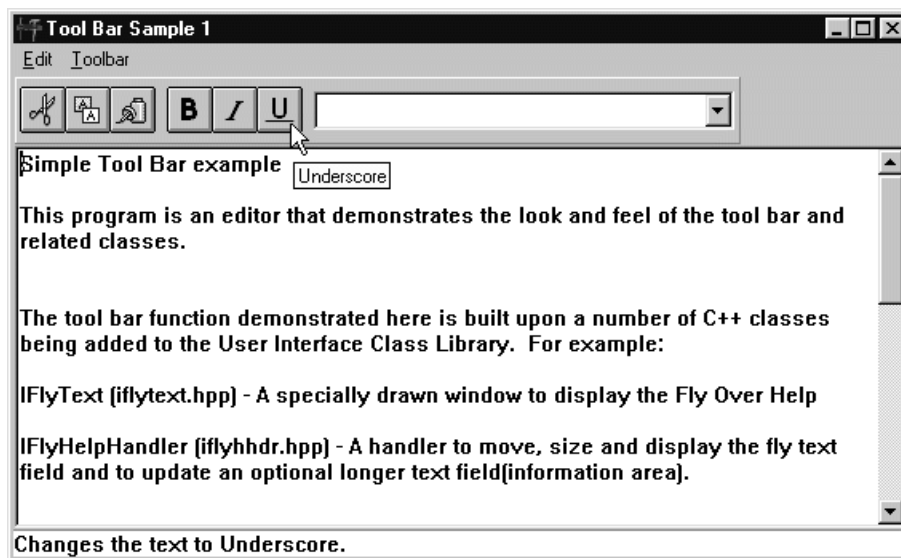 Tool Bar Sample 1
Edit Toolbar
A A B I U
Simple Tool Bar example
Underscore
This program is an editor that demonstrates the look and feel of the tool bar and
related classes.
The tool bar function demonstrated here is built upon a number of C++ classes
being added to the User Interface Class Library. For example:
IFlyText (iflytext.hpp) - A specially drawn window to display the Fly Over Help
IFlyHelpHandler (iflyhhdr.hpp) - A handler to move, size and display the fly text
field and to update an optional longer text field(information area).
Changes the text to Underscore.